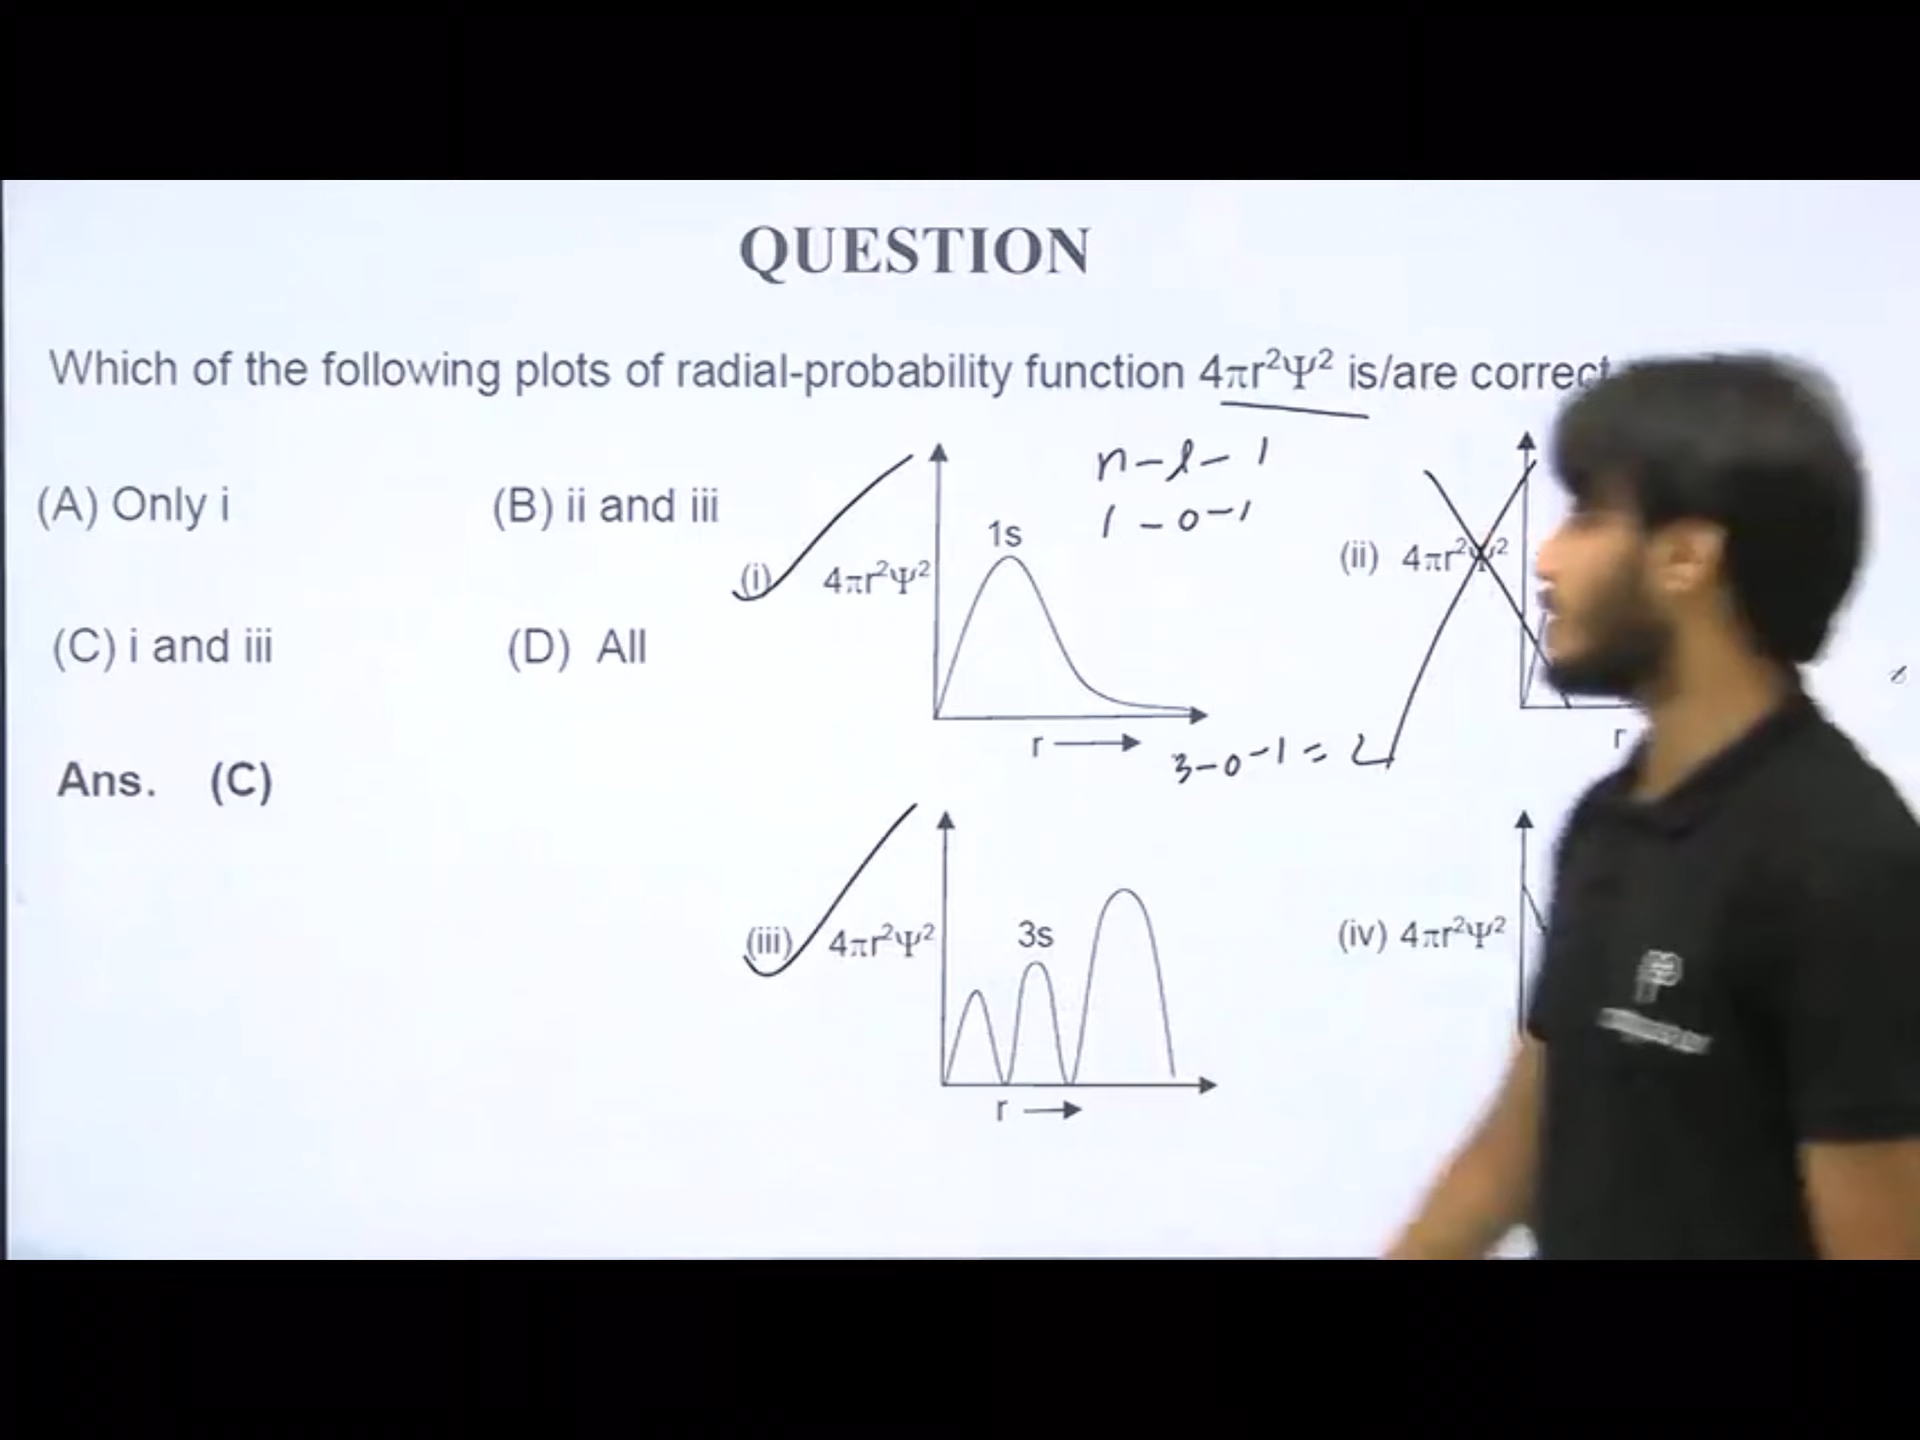 QUESTION
Which of the following plots of radial-probability function 4πr²Ψ² is/are correct
(A) Only i
(B) ii and iii
(C) i and iii
(D) All
Ans. (C)
(i) 4πr²Ψ²
1s
r
n-l-1
1-0-1
(ii) 4πr²Ψ²
r
3-0-1=2
(iii) 4πr²Ψ²
3s
r
(iv) 4πr²Ψ²